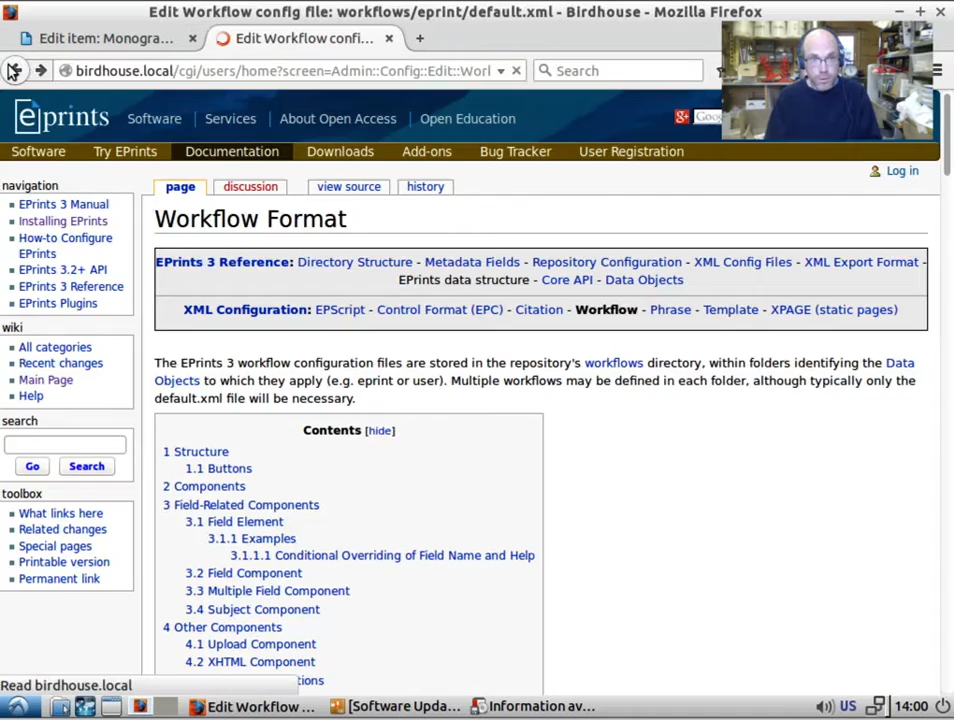 Edit Workflow config file: workflows/eprint/default.xml - Birdhouse - Mozilla Firefox
Edit item: Monogra... × Edit Workflow confi... × +
birdhouse.local/cgi/users/home?screen=Admin::Config::Edit::Worl Search
eprints Software Services About Open Access Open Education
Software Try EPrints Documentation Downloads Add-ons Bug Tracker User Registration
Log in
navigation
EPrints 3 Manual
Installing EPrints
How-to Configure
EPrints
EPrints 3.2+ API
EPrints 3 Reference
EPrints Plugins
wiki
All categories
Recent changes
Main Page
Help
search
Go Search
toolbox
What links here
Related changes
Special pages
Printable version
Permanent link
page discussion view source history
Workflow Format
EPrints 3 Reference: Directory Structure - Metadata Fields - Repository Configuration - XML Config Files - XML Export Format -
EPrints data structure - Core API - Data Objects
XML Configuration: EPScript - Control Format (EPC) - Citation - Workflow - Phrase - Template - XPAGE (static pages)
The EPrints 3 workflow configuration files are stored in the repository's workflows directory, within folders identifying the Data
Objects to which they apply (e.g. eprint or user). Multiple workflows may be defined in each folder, although typically only the
default.xml file will be necessary.
Contents [hide]
1 Structure
1.1 Buttons
2 Components
3 Field-Related Components
3.1 Field Element
3.1.1 Examples
3.1.1.1 Conditional Overriding of Field Name and Help
3.2 Field Component
3.3 Multiple Field Component
3.4 Subject Component
4 Other Components
4.1 Upload Component
4.2 XHTML Component
tions
Read birdhouse.local
Edit Workflow ... [Software Upda... Information av... US 14:00